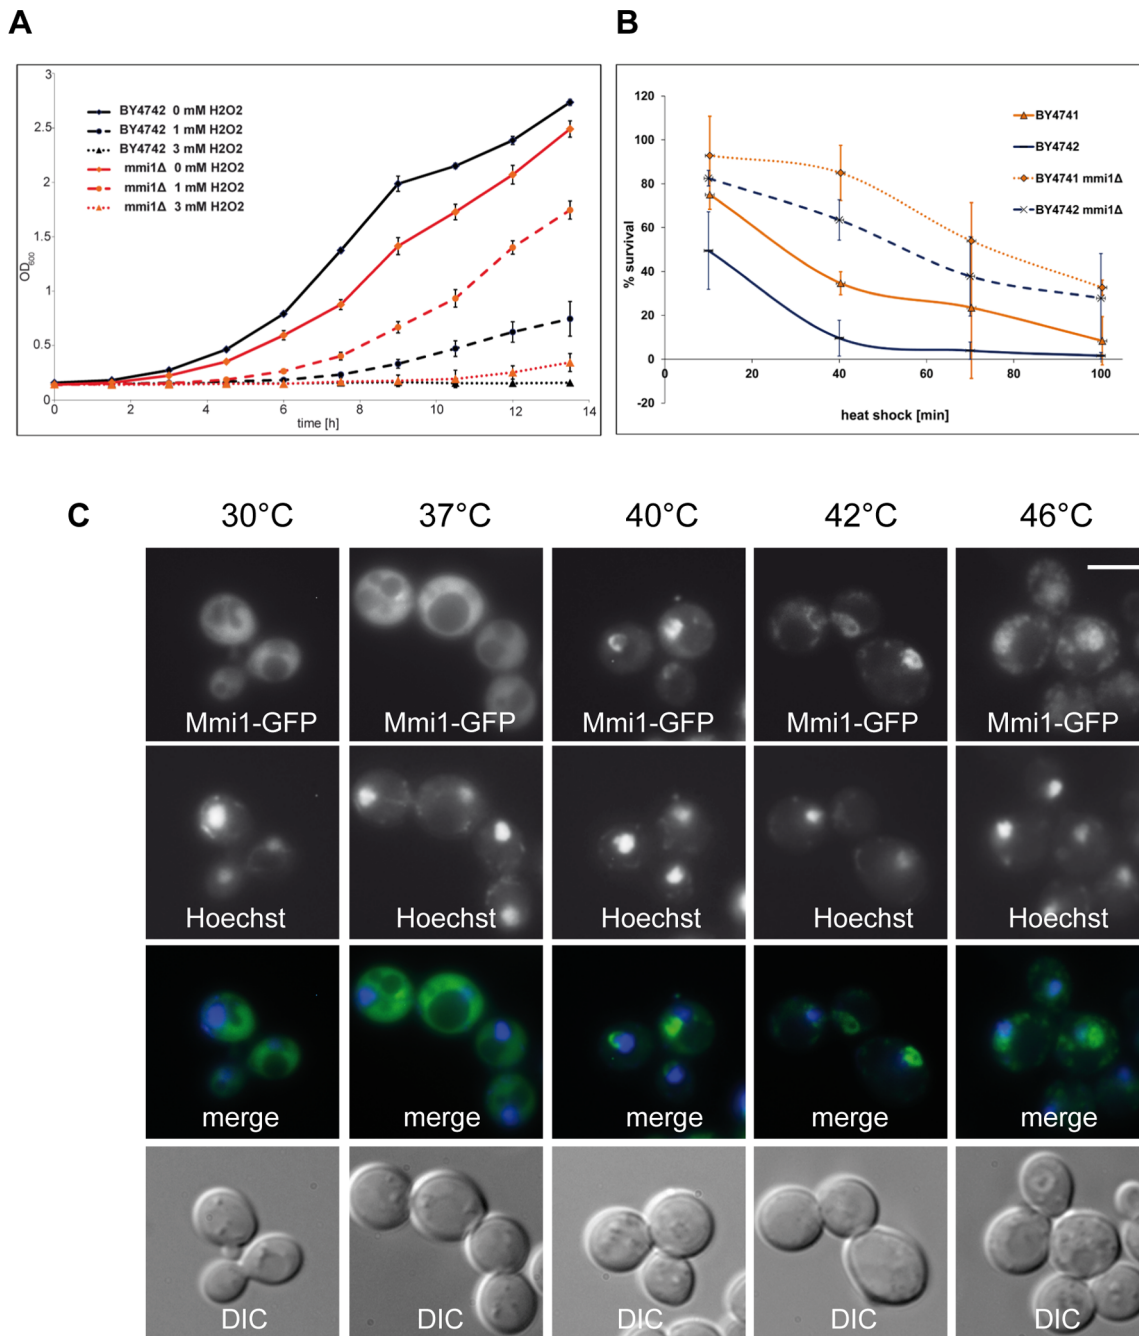 A
B
3
2.5
2
1.5
1
0.5
0
OD600
0 2 4 6 8 10 12 14
time [h]
BY4742 0 mM H2O2
BY4742 1 mM H2O2
BY4742 3 mM H2O2
mmi1Δ 0 mM H2O2
mmi1Δ 1 mM H2O2
mmi1Δ 3 mM H2O2
120
100
80
60
40
20
0
-20
% survival
0 20 40 60 80 100
heat shock [min]
BY4741
BY4742
BY4741 mmi1Δ
BY4742 mmi1Δ
C 30°C 37°C 40°C 42°C 46°C
Mmi1-GFP Mmi1-GFP Mmi1-GFP Mmi1-GFP Mmi1-GFP
Hoechst Hoechst Hoechst Hoechst Hoechst
merge merge merge merge merge
DIC DIC DIC DIC DIC